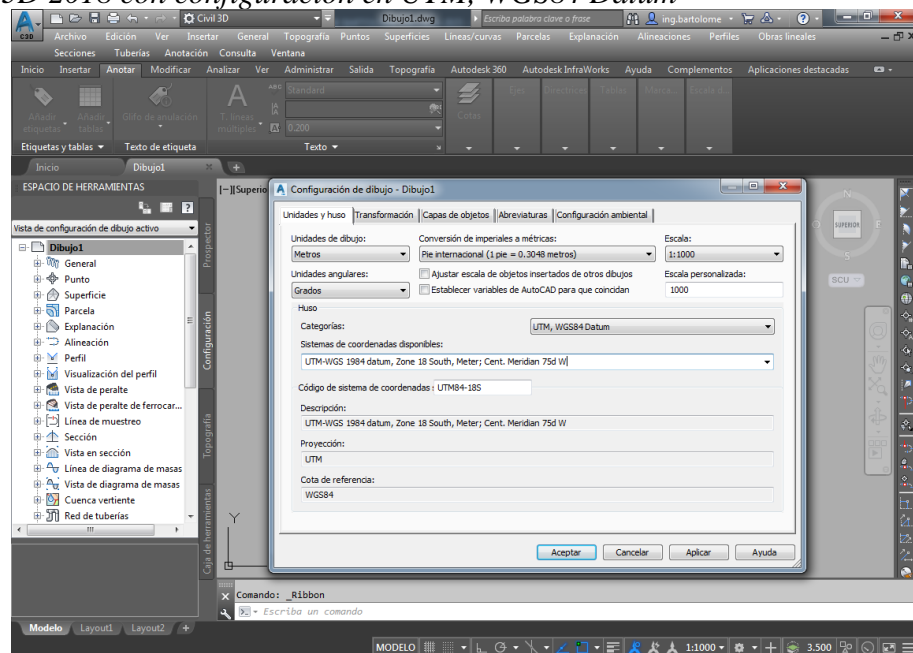 3D 2018 con configuración en UTM, WGS84 Datum
Civil 3D
Dibujo1.dwg
Escriba palabra clave o frase
ing.bartolome
C3D
Archivo Edición Ver Insertar General Topografía Puntos Superficies Líneas/curvas Parcelas Explanación Alineaciones Perfiles Obras lineales
Secciones Tuberías Anotación Consulta Ventana
Inicio Insertar Anotar Modificar Analizar Ver Administrar Salida Topografía Autodesk 360 Autodesk InfraWorks Ayuda Complementos Aplicaciones destacadas
Añadir etiquetas
Añadir tablas
Glifo de anulación
T. líneas múltiples
ABC Standard
0.200
Cotas
Ejes Directrices Tablas Marca... Escala d...
Etiquetas y tablas Texto de etiqueta Texto
Inicio Dibujo1
ESPACIO DE HERRAMIENTAS
Vista de configuración de dibujo activo
Dibujo1
General
Punto
Superficie
Parcela
Explanación
Alineación
Perfil
Visualización del perfil
Vista de peralte
Vista de peralte de ferrocar...
Línea de muestreo
Sección
Vista en sección
Línea de diagrama de masas
Vista de diagrama de masas
Cuenca vertiente
Red de tuberías
Prospector
Configuración
Topografía
Caja de herramientas
[-][Superio
Configuración de dibujo - Dibujo1
Unidades y huso Transformación Capas de objetos Abreviaturas Configuración ambiental
Unidades de dibujo: Conversión de imperiales a métricas: Escala:
Metros Pie internacional (1 pie = 0.3048 metros) 1:1000
Unidades angulares: Ajustar escala de objetos insertados de otros dibujos Escala personalizada:
Grados Establecer variables de AutoCAD para que coincidan 1000
Huso
Categorías: UTM, WGS84 Datum
Sistemas de coordenadas disponibles:
UTM-WGS 1984 datum, Zone 18 South, Meter; Cent. Meridian 75d W
Código de sistema de coordenadas: UTM84-18S
Descripción:
UTM-WGS 1984 datum, Zone 18 South, Meter; Cent. Meridian 75d W
Proyección:
UTM
Cota de referencia:
WGS84
Aceptar Cancelar Aplicar Ayuda
N
O
SUPERIOR
E
S
SCU
Y
Comando: _Ribbon
Escriba un comando
Modelo Layout1 Layout2 +
MODELO
1:1000
3.500